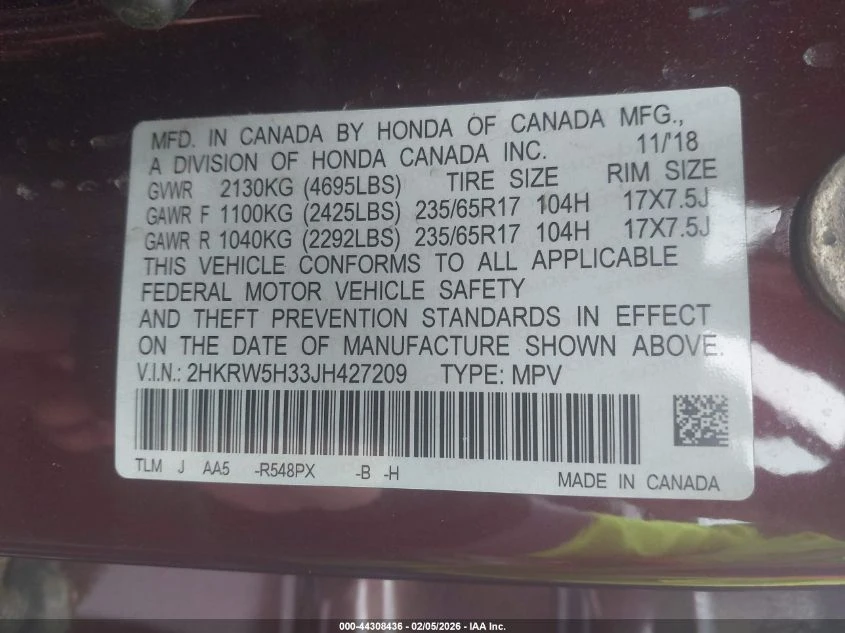 MFD. IN CANADA BY HONDA OF CANADA MFG.,
A DIVISION OF HONDA CANADA INC. 11/'18
GVWR 2130KG (4695LBS) TIRE SIZE RIM SIZE
GAWR F 1100KG (2425LBS) 235/65R17 104H 17X7.5J
GAWR R 1040KG (2292LBS) 235/65R17 104H 17X7.5J
THIS VEHICLE CONFORMS TO ALL APPLICABLE
FEDERAL MOTOR VEHICLE SAFETY
AND THEFT PREVENTION STANDARDS IN EFFECT
ON THE DATE OF MANUFACTURE SHOWN ABOVE.
V.I.N.: 2HKRW5H33JH427209 TYPE: MPV
TLM J AA5 -R548PX -B -H
MADE IN CANADA
000-44308436 - 02/05/2026 - IAA Inc.